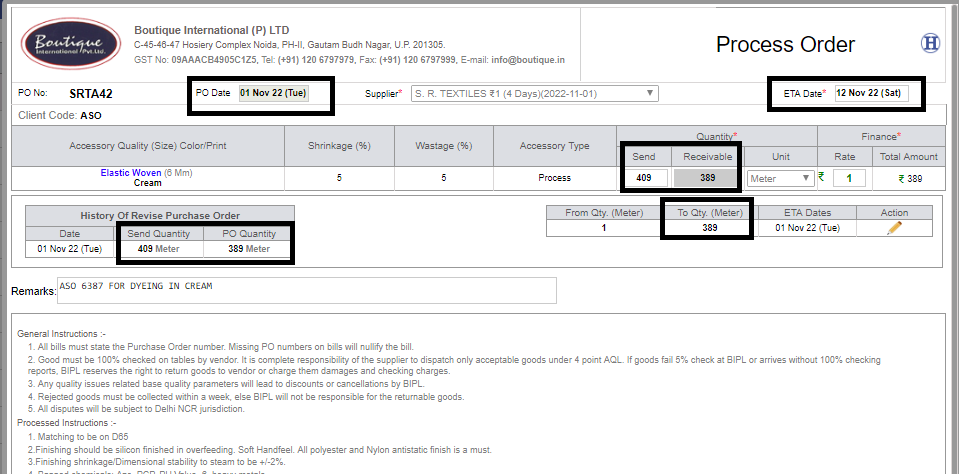 Boutique
International Pvt.Ltd.
Boutique International (P) LTD
C-45-46-47 Hosiery Complex Noida, PH-II, Gautam Budh Nagar, U.P. 201305.
GST No: 09AAACB4905C1Z5, Tel: (+91) 120 6797979, Fax: (+91) 120 6797999, E-mail: info@boutique.in
Process Order
H
PO No: SRTA42 PO Date 01 Nov 22 (Tue) Supplier* S. R. TEXTILES ₹1 (4 Days)(2022-11-01) ETA Date* 12 Nov 22 (Sat)
Client Code: ASO
Accessory Quality (Size) Color/Print Shrinkage (%) Wastage (%) Accessory Type Quantity* Finance*
Send Receivable Unit Rate Total Amount
Elastic Woven (6 Mm)
Cream
5 5 Process 409 389 Meter ₹ 1 ₹ 389
History Of Revise Purchase Order
Date Send Quantity PO Quantity
01 Nov 22 (Tue) 409 Meter 389 Meter
From Qty. (Meter) To Qty. (Meter) ETA Dates Action
1 389 01 Nov 22 (Tue)
Remarks: ASO 6387 FOR DYEING IN CREAM
General Instructions :-
1. All bills must state the Purchase Order number. Missing PO numbers on bills will nullify the bill.
2. Good must be 100% checked on tables by vendor. It is complete responsibility of the supplier to dispatch only acceptable goods under 4 point AQL. If goods fail 5% check at BIPL or arrives without 100% checking
reports, BIPL reserves the right to return goods to vendor or charge them damages and checking charges.
3. Any quality issues related base quality parameters will lead to discounts or cancellations by BIPL.
4. Rejected goods must be collected within a week, else BIPL will not be responsible for the returnable goods.
5. All disputes will be subject to Delhi NCR jurisdiction.
Processed Instructions :-
1. Matching to be on D65
2.Finishing should be silicon finished in overfeeding. Soft Handfeel. All polyester and Nylon antistatic finish is a must.
3.Finishing shrinkage/Dimensional stability to steam to be +/-2%.